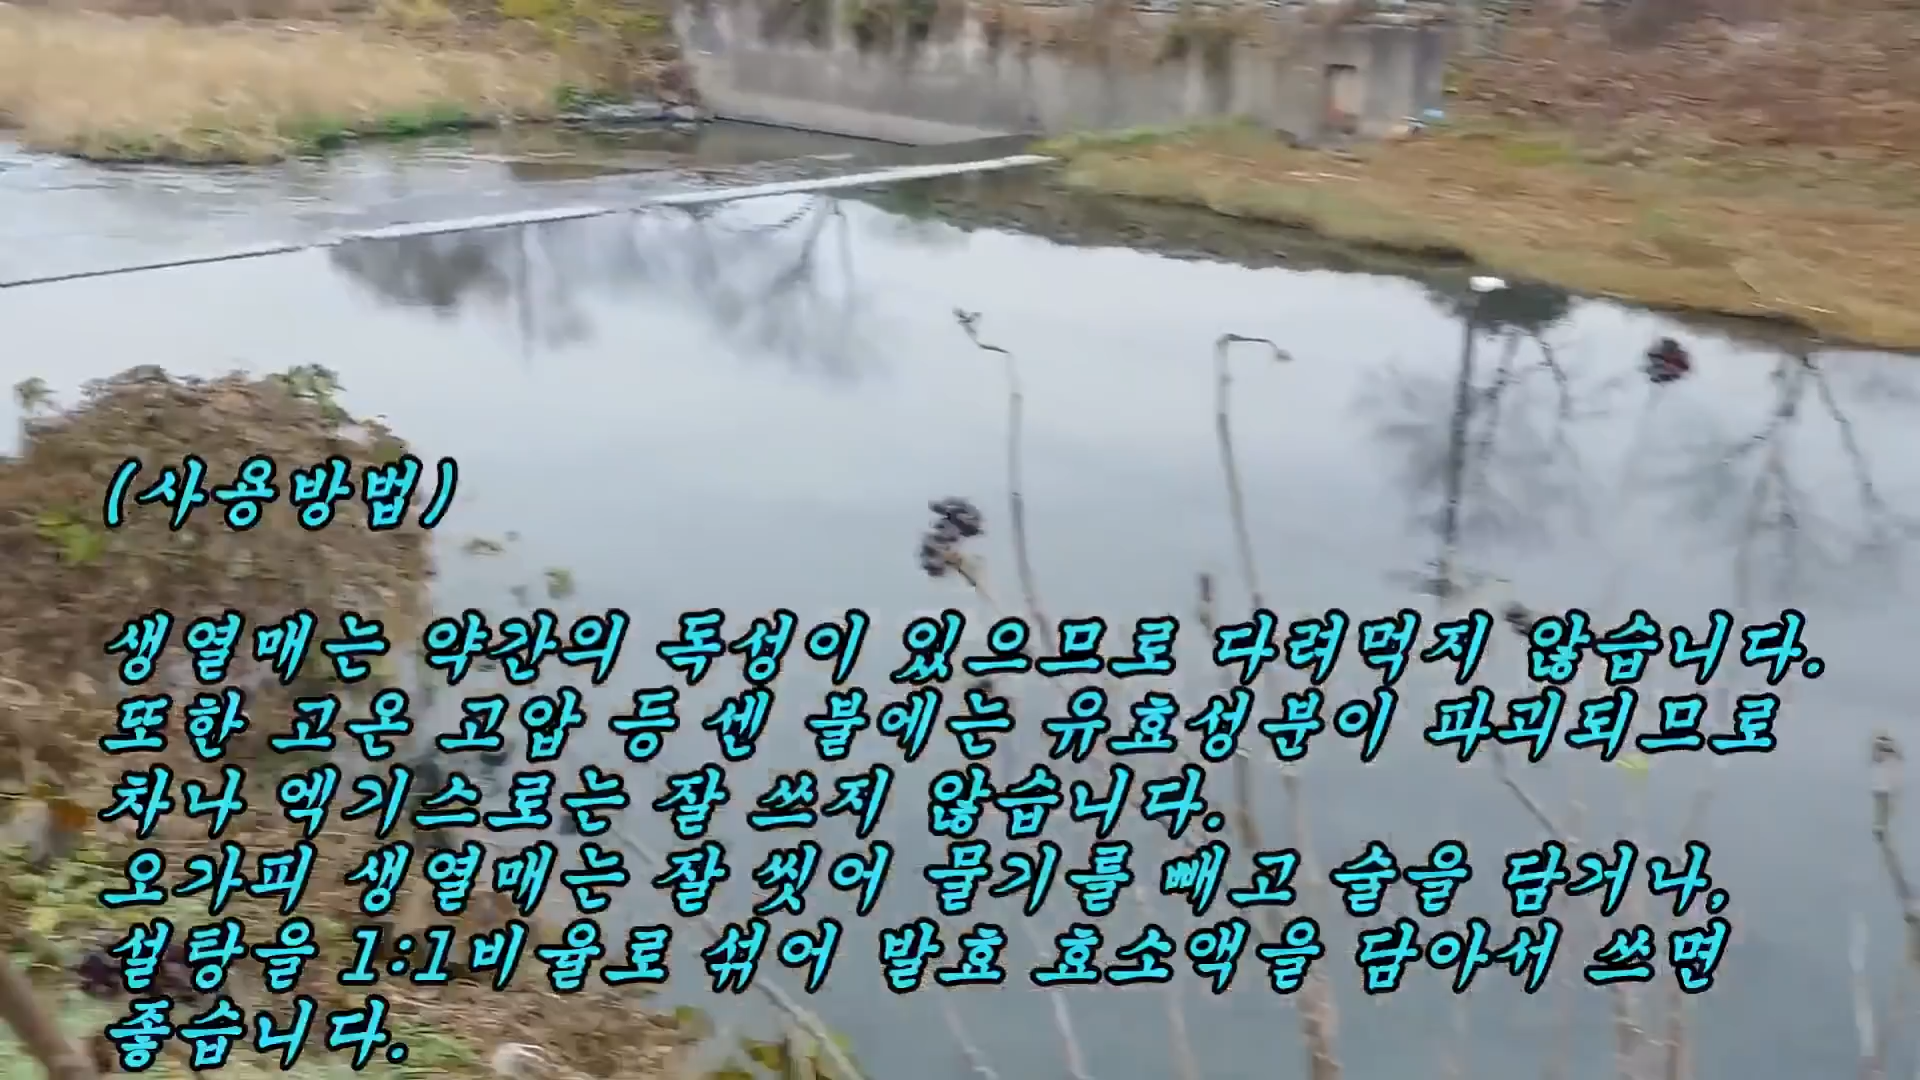 (사용방법)
생열매는 약간의 독성이 있으므로 다려먹지 않습니다.
또한 고온 고압 등 센 불에는 유효성분이 파괴되므로
차나 엑기스로는 잘 쓰지 않습니다.
오가피 생열매는 잘 씻어 물기를 빼고 술을 담거나,
설탕을 1:1비율로 섞어 발효 효소액을 담아서 쓰면
좋습니다.